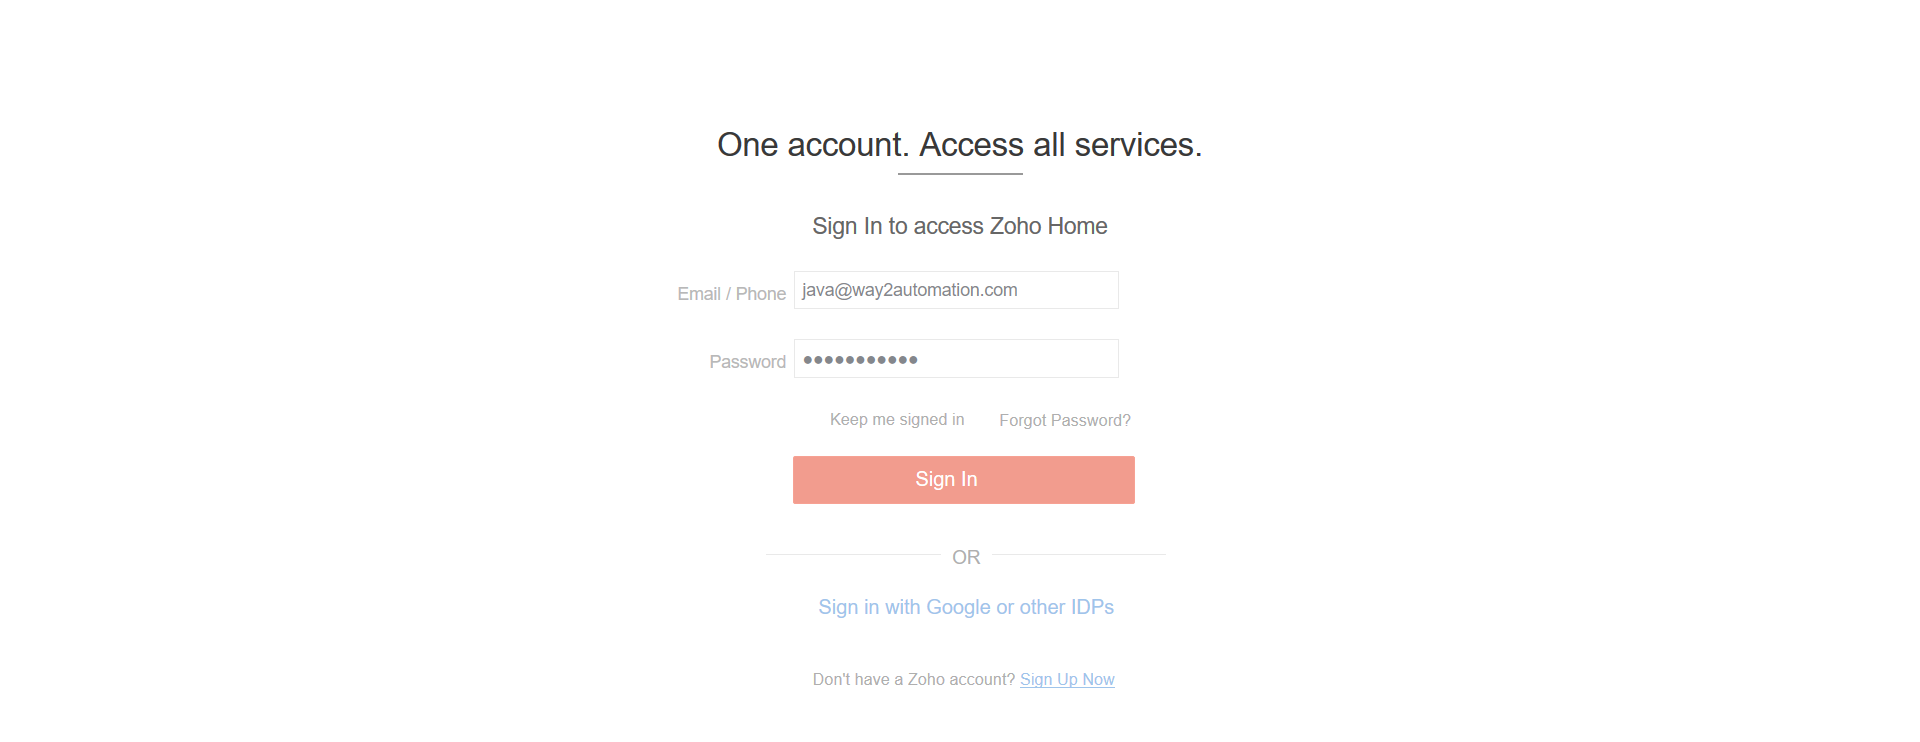 One account. Access all services.
Sign In to access Zoho Home
Email / Phone java@way2automation.com
Password ●●●●●●●●●●●
Keep me signed in Forgot Password?
Sign In
OR
Sign in with Google or other IDPs
Don't have a Zoho account? Sign Up Now